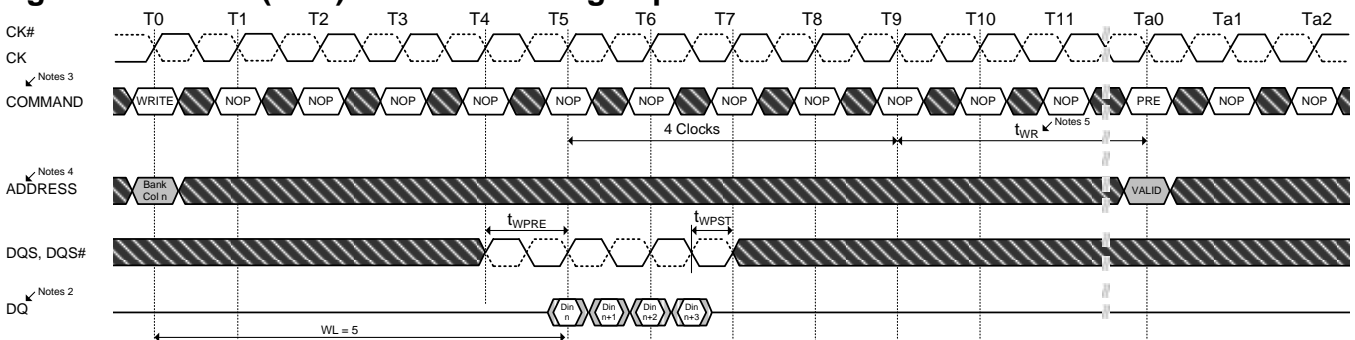 T0 T1 T2 T3 T4 T5 T6 T7 T8 T9 T10 T11 Ta0 Ta1 Ta2
CK#
CK
Notes 3
COMMAND WRITE NOP NOP NOP NOP NOP NOP NOP NOP NOP NOP NOP PRE NOP NOP
4 Clocks tWR Notes 5
Notes 4
ADDRESS Bank VALID
Col n
tWPRE tWPST
DQS, DQS#
Notes 2
DQ Din Din Din Din
n n+1 n+2 n+3
WL = 5